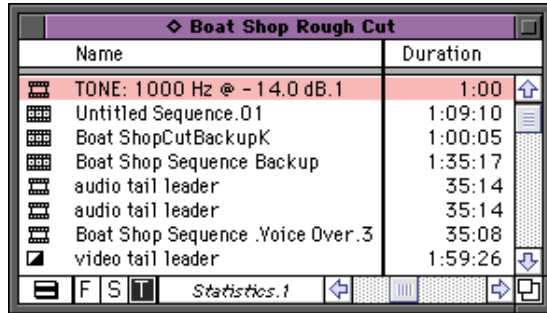 Boat Shop Rough Cut
Name Duration
TONE: 1000 Hz @ -14.0 dB.1 1:00
Untitled Sequence.01 1:09:10
Boat ShopCutBackupK 1:00:05
Boat Shop Sequence Backup 1:35:17
audio tail leader 35:14
audio tail leader 35:14
Boat Shop Sequence .Voice Over.3 35:08
video tail leader 1:59:26
F S T Statistics.1